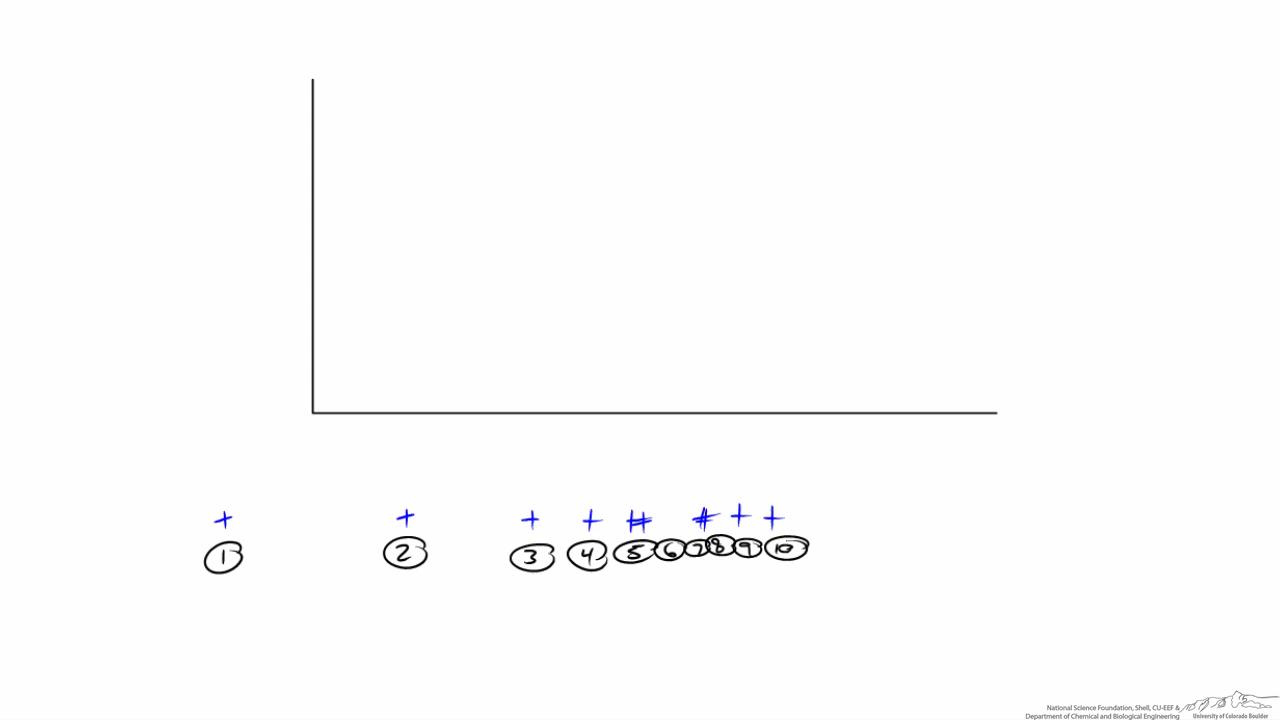 + + + + # # + +
1 2 3 4 5 6 7 8 9 10
National Science Foundation, Shell, CU-EEF &
Department of Chemical and Biological Engineering
University of Colorado Boulder